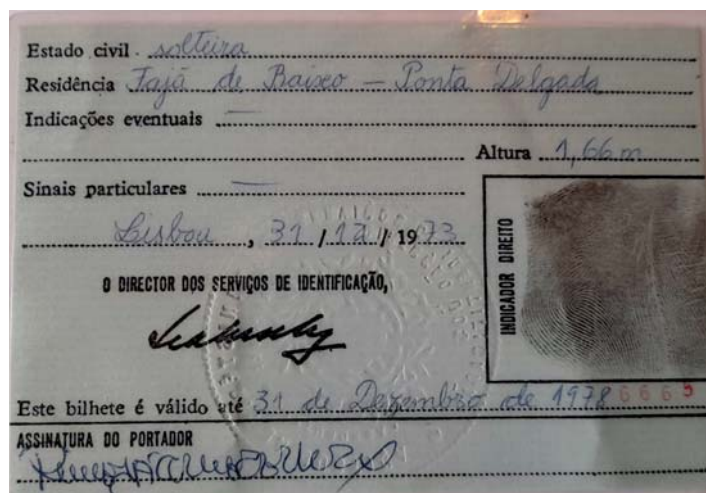 Estado civil solteira
Residência Fajã de Baixo — Ponta Delgada
Indicações eventuais —
Altura 1,66 m
Sinais particulares —
Lisboa, 31 / 12 / 1973
O DIRECTOR DOS SERVIÇOS DE IDENTIFICAÇÃO,
INDICADOR DIREITO
Este bilhete é válido até 31 de Dezembro de 1978 6665
ASSINATURA DO PORTADOR